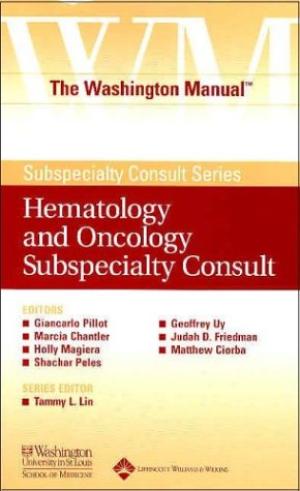 WM
The Washington Manual™
Subspecialty Consult Series
Hematology
and Oncology
Subspecialty Consult
EDITORS
■ Giancarlo Pillot
■ Marcia Chantler
■ Holly Magiera
■ Shachar Peles
■ Geoffrey Uy
■ Judah D. Friedman
■ Matthew Ciorba
SERIES EDITOR
■ Tammy L. Lin
Washington
University in St. Louis
SCHOOL OF MEDICINE
LIPPINCOTT WILLIAMS & WILKINS